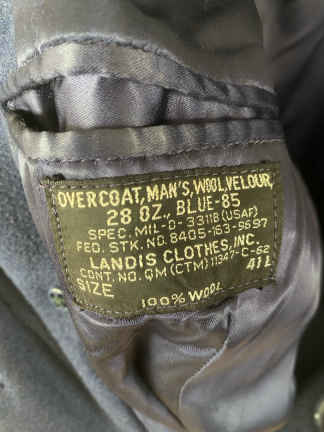 OVERCOAT, MAN'S, WOOL, VELOUR,
28 OZ., BLUE-85
SPEC. MIL-O-3311B (USAF)
FED. STK. NO. 8405-163-9697
LANDIS CLOTHES, INC.
CONT. NO. QM (CTM) 11347-C-62
SIZE 41L
100% WOOL